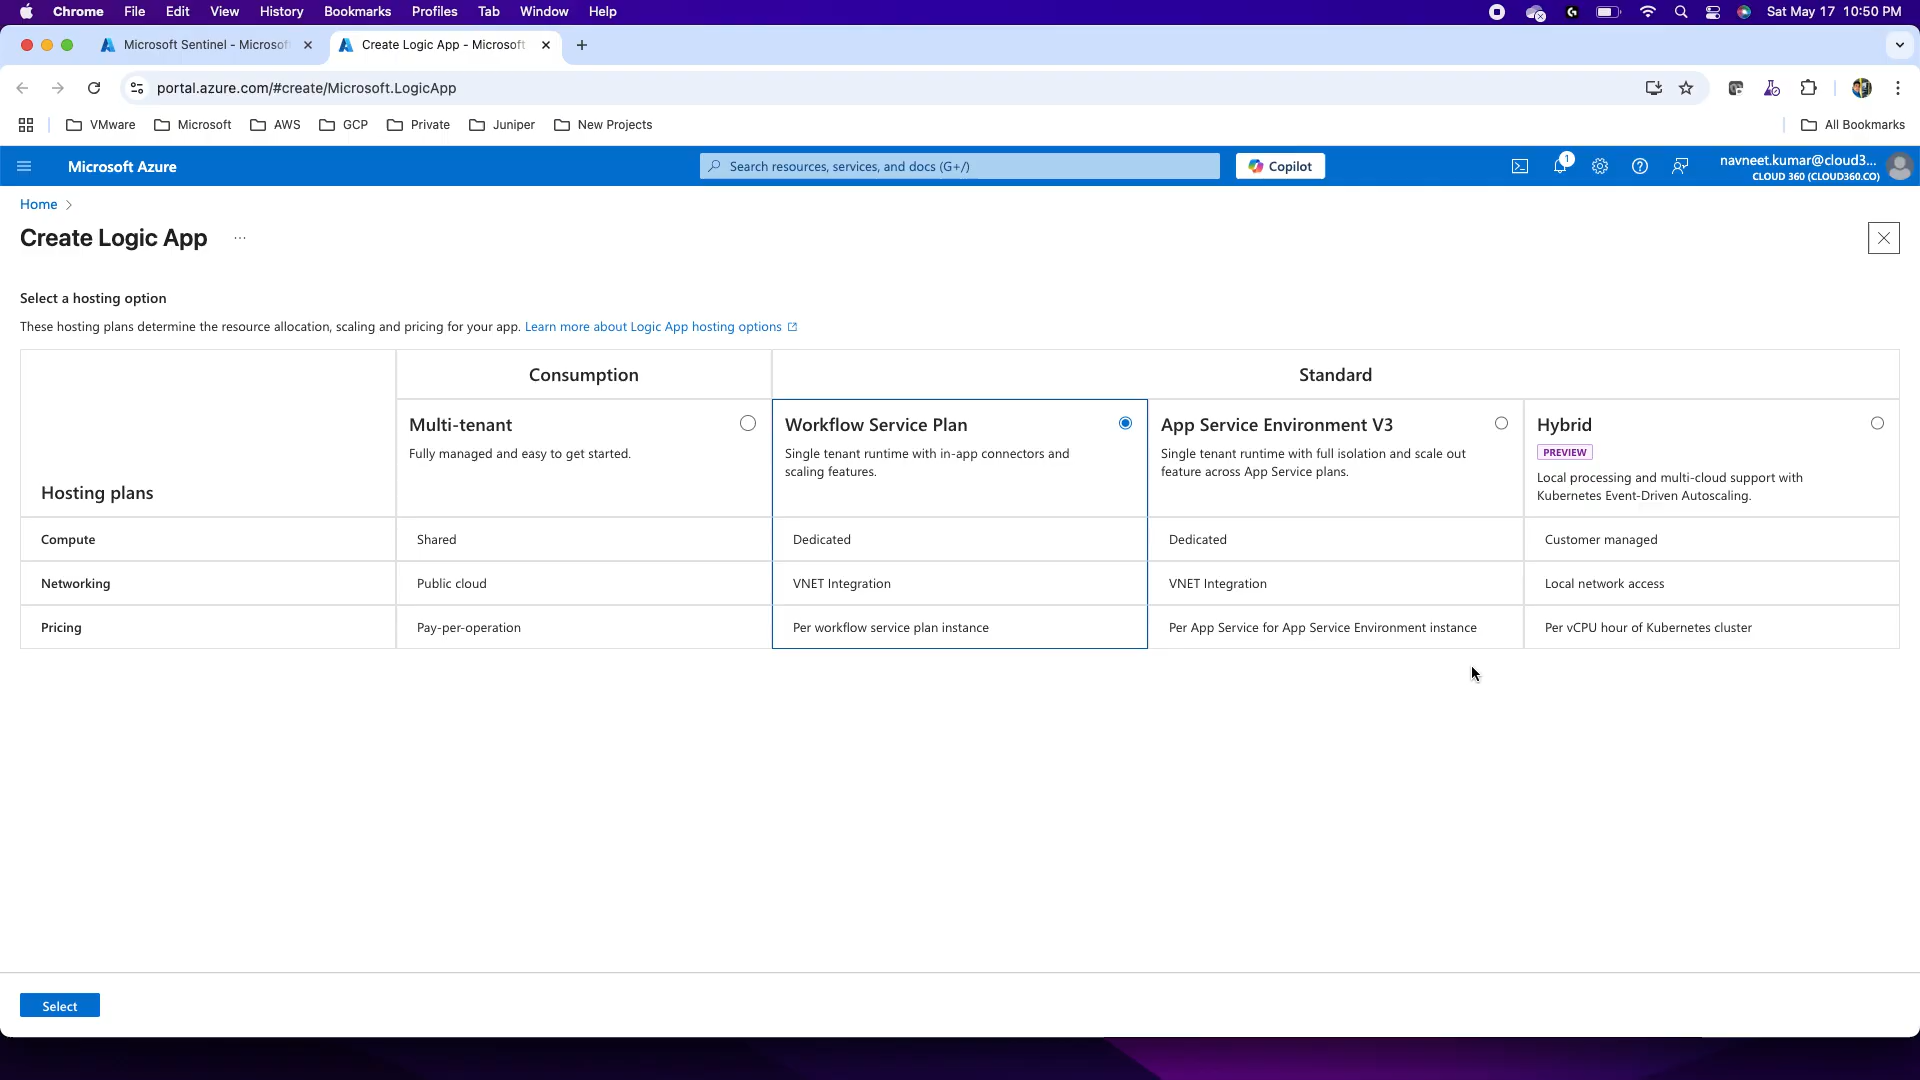 Chrome File Edit View History Bookmarks Profiles Tab Window Help Sat May 17 10:50 PM
Microsoft Sentinel - Microsof
Create Logic App - Microsoft
portal.azure.com/#create/Microsoft.LogicApp
VMware Microsoft AWS GCP Private Juniper New Projects All Bookmarks
Microsoft Azure
Search resources, services, and docs (G+/)
Copilot
1
navneet.kumar@cloud3...
CLOUD 360 (CLOUD360.CO)
Home
Create Logic App ...
Select a hosting option
These hosting plans determine the resource allocation, scaling and pricing for your app. Learn more about Logic App hosting options
Consumption
Standard
Hosting plans
Multi-tenant
Fully managed and easy to get started.
Workflow Service Plan
Single tenant runtime with in-app connectors and
scaling features.
App Service Environment V3
Single tenant runtime with full isolation and scale out
feature across App Service plans.
Hybrid
PREVIEW
Local processing and multi-cloud support with
Kubernetes Event-Driven Autoscaling.
Compute Shared Dedicated Dedicated Customer managed
Networking Public cloud VNET Integration VNET Integration Local network access
Pricing Pay-per-operation Per workflow service plan instance Per App Service for App Service Environment instance Per vCPU hour of Kubernetes cluster
Select